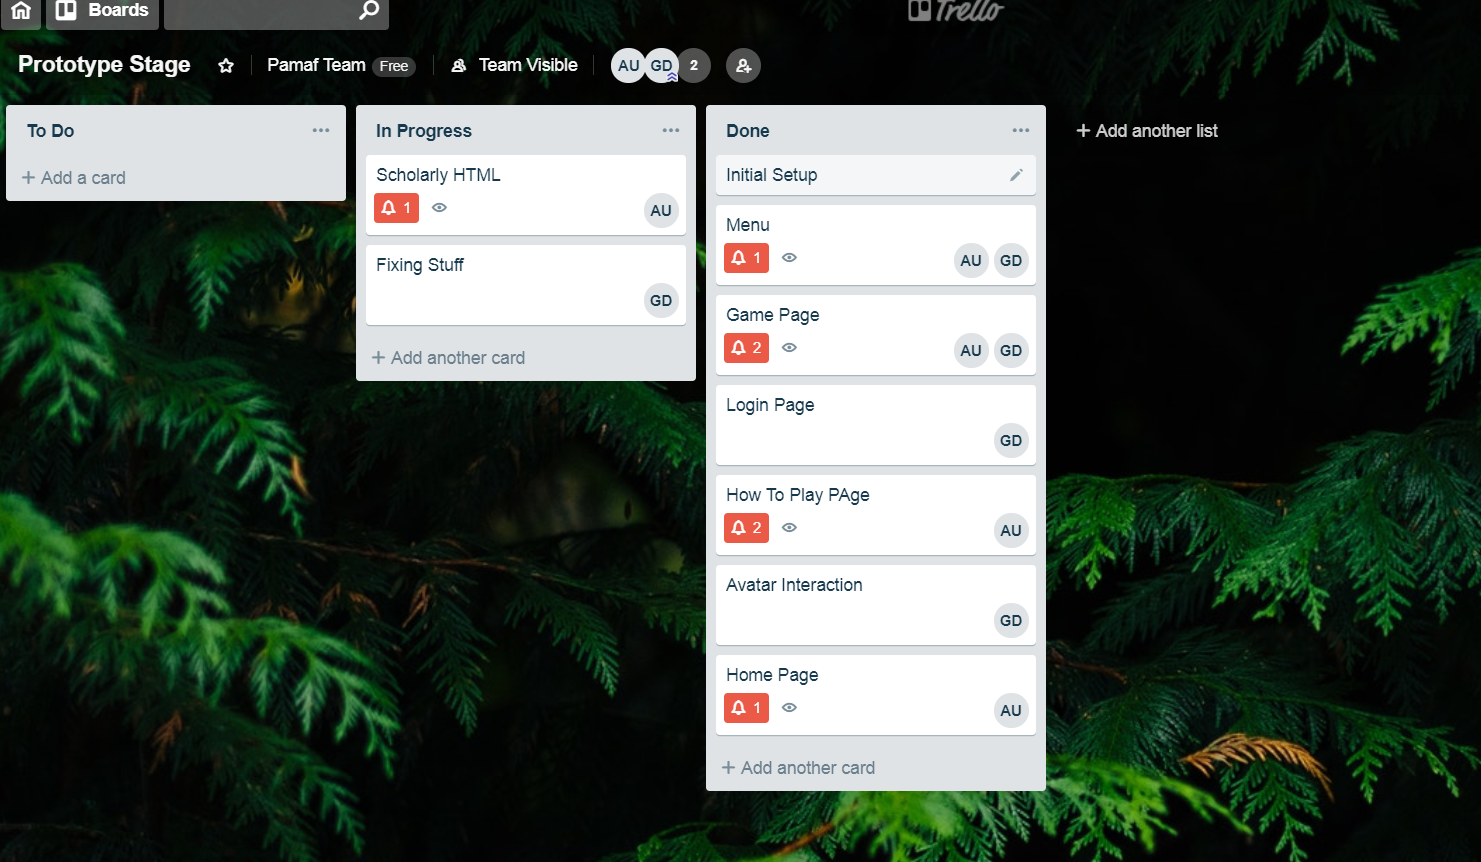 Boards
Trello
Prototype Stage
Pamaf Team Free
Team Visible
AU GD 2
To Do
+ Add a card
In Progress
Scholarly HTML
1
AU
Fixing Stuff
GD
+ Add another card
Done
Initial Setup
Menu
1
AU GD
Game Page
2
AU GD
Login Page
GD
How To Play PAge
2
AU
Avatar Interaction
GD
Home Page
1
AU
+ Add another card
+ Add another list